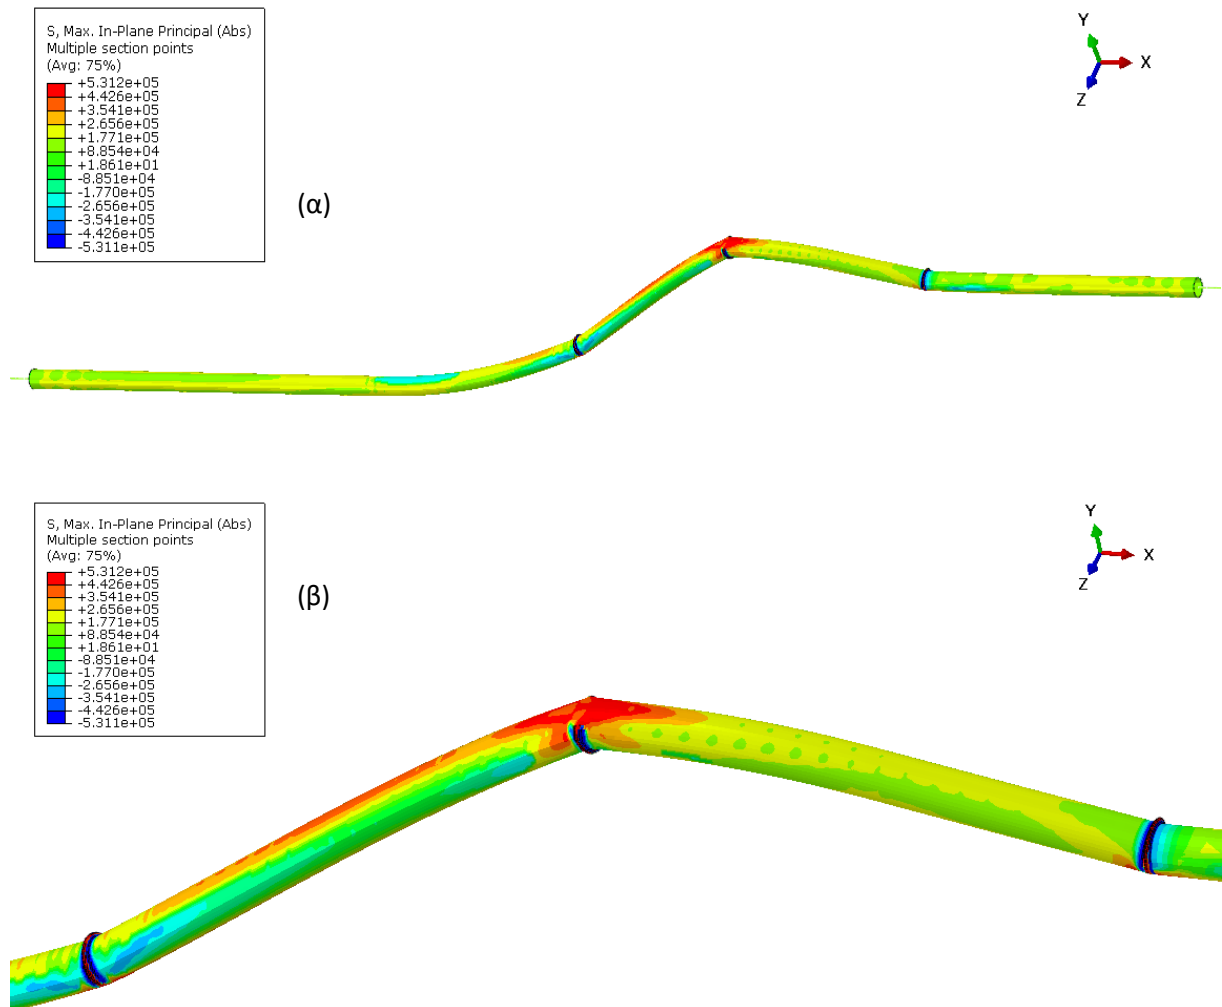 S, Max. In-Plane Principal (Abs)
Multiple section points
(Avg: 75%)
+5.312e+05
+4.426e+05
+3.541e+05
+2.656e+05
+1.771e+05
+8.854e+04
+1.861e+01
-8.851e+04
-1.770e+05
-2.656e+05
-3.541e+05
-4.426e+05
-5.311e+05
(α)
Y
X
Z
S, Max. In-Plane Principal (Abs)
Multiple section points
(Avg: 75%)
+5.312e+05
+4.426e+05
+3.541e+05
+2.656e+05
+1.771e+05
+8.854e+04
+1.861e+01
-8.851e+04
-1.770e+05
-2.656e+05
-3.541e+05
-4.426e+05
-5.311e+05
(β)
Y
X
Z